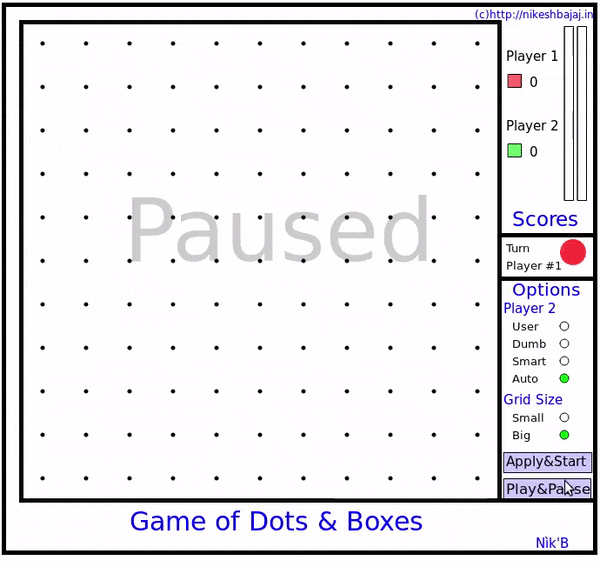 (c)http://nikeshbajaj.in
Paused
Player 1
0
Player 2
0
Scores
Turn
Player #1
Options
Player 2
User
Dumb
Smart
Auto
Grid Size
Small
Big
Apply&Start
Play&Pause
Game of Dots & Boxes
Nik'B